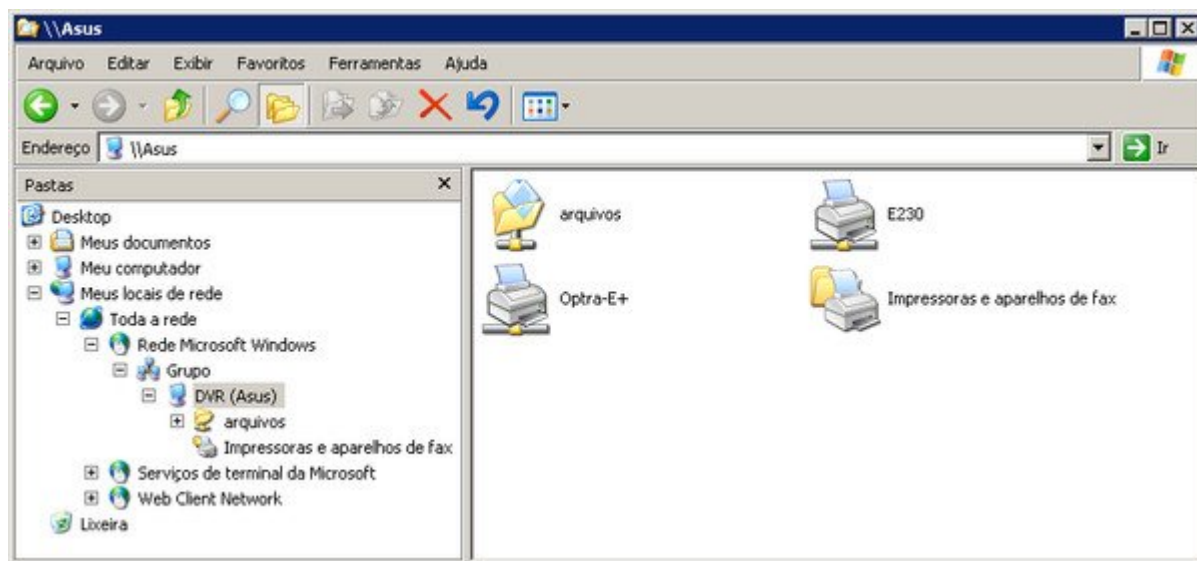 \\Asus
Arquivo Editar Exibir Favoritos Ferramentas Ajuda
Endereço \\Asus Ir
Pastas
Desktop
Meus documentos
Meu computador
Meus locais de rede
Toda a rede
Rede Microsoft Windows
Grupo
DVR (Asus)
arquivos
Impressoras e aparelhos de fax
Serviços de terminal da Microsoft
Web Client Network
Lixeira
arquivos E230
Optra-E+ Impressoras e aparelhos de fax